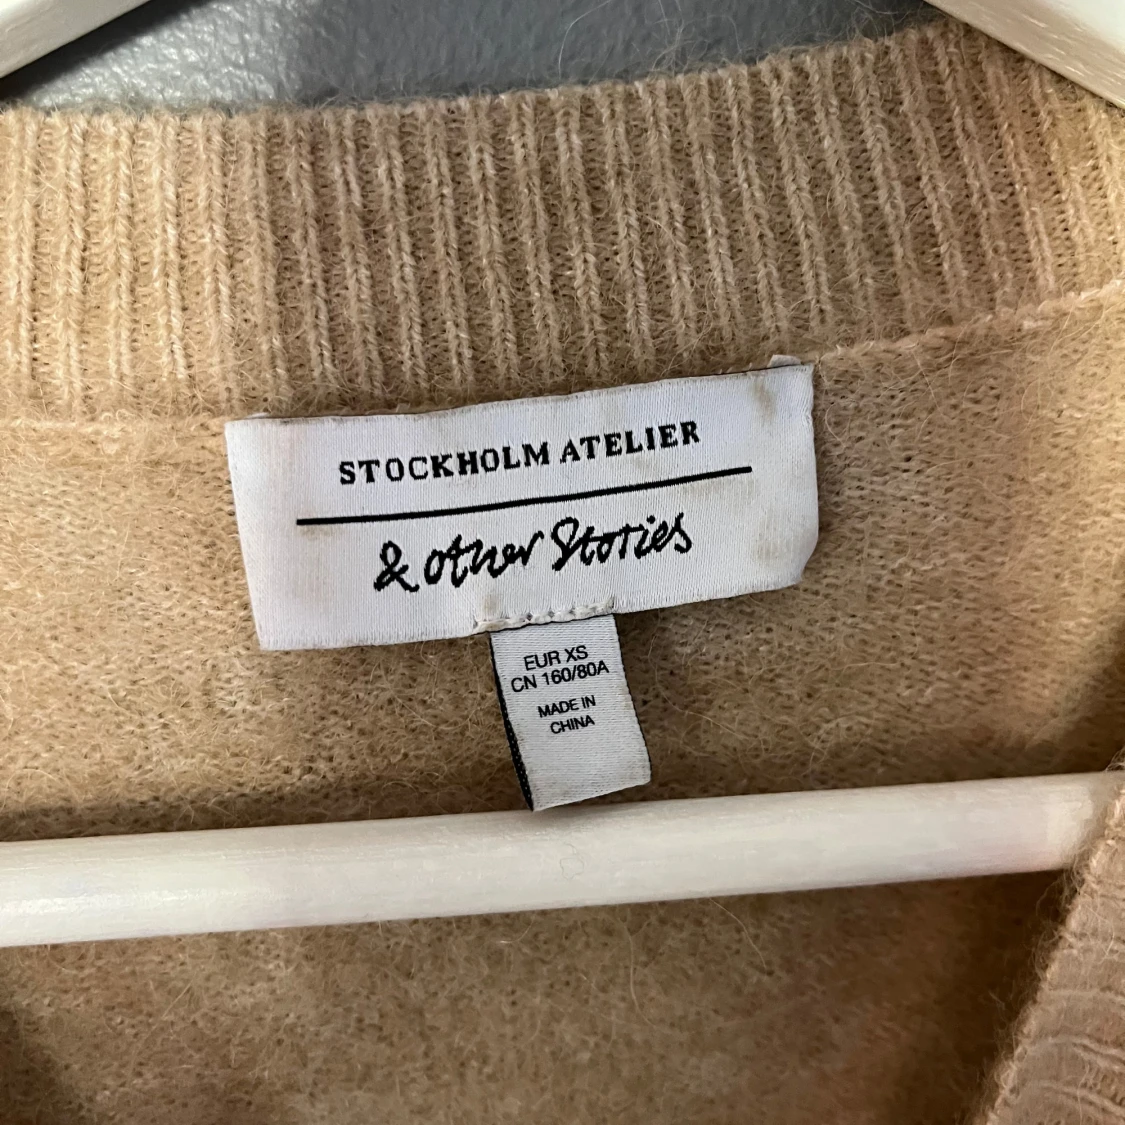 STOCKHOLM ATELIER
& other Stories
EUR XS
CN 160/80A
MADE IN
CHINA